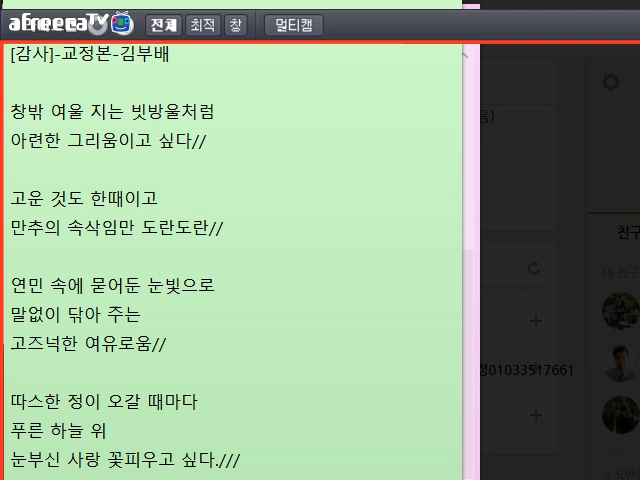 afreecaTV 전체 최적 창 멀티캠
[감사]-교정본-김부배
창밖 여울 지는 빗방울처럼
아련한 그리움이고 싶다//
고운 것도 한때이고
만추의 속삭임만 도란도란//
연민 속에 묻어둔 눈빛으로
말없이 닦아 주는
고즈넉한 여유로움//
따스한 정이 오갈 때마다
푸른 하늘 위
눈부신 사랑 꽃피우고 싶다.///
친구
내 친구
01033517661